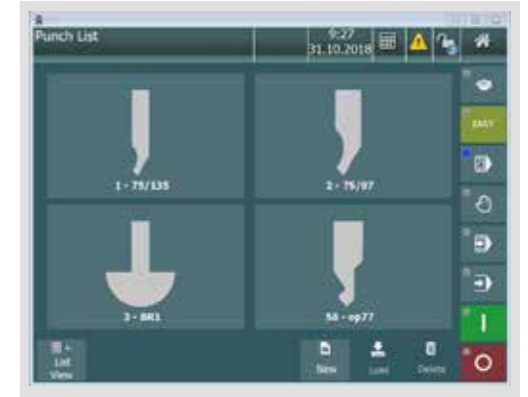 Punch List
9:27
31.10.2018
EASY
1 - 75/135
2 - 75/97
3 - BR1
58 - op77
List
View
New
Load
Delete